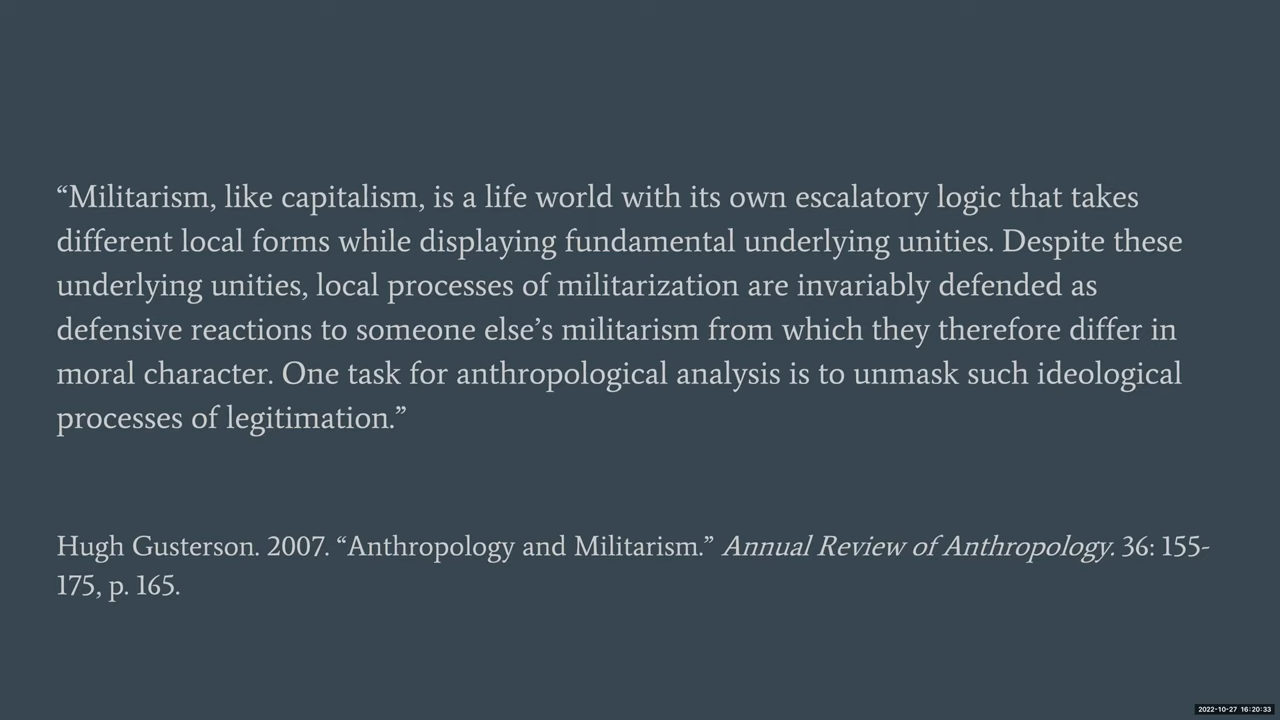 “Militarism, like capitalism, is a life world with its own escalatory logic that takes
different local forms while displaying fundamental underlying unities. Despite these
underlying unities, local processes of militarization are invariably defended as
defensive reactions to someone else’s militarism from which they therefore differ in
moral character. One task for anthropological analysis is to unmask such ideological
processes of legitimation.”
Hugh Gusterson. 2007. “Anthropology and Militarism.” Annual Review of Anthropology. 36: 155-
175, p. 165.
2022-10-27 16:20:33